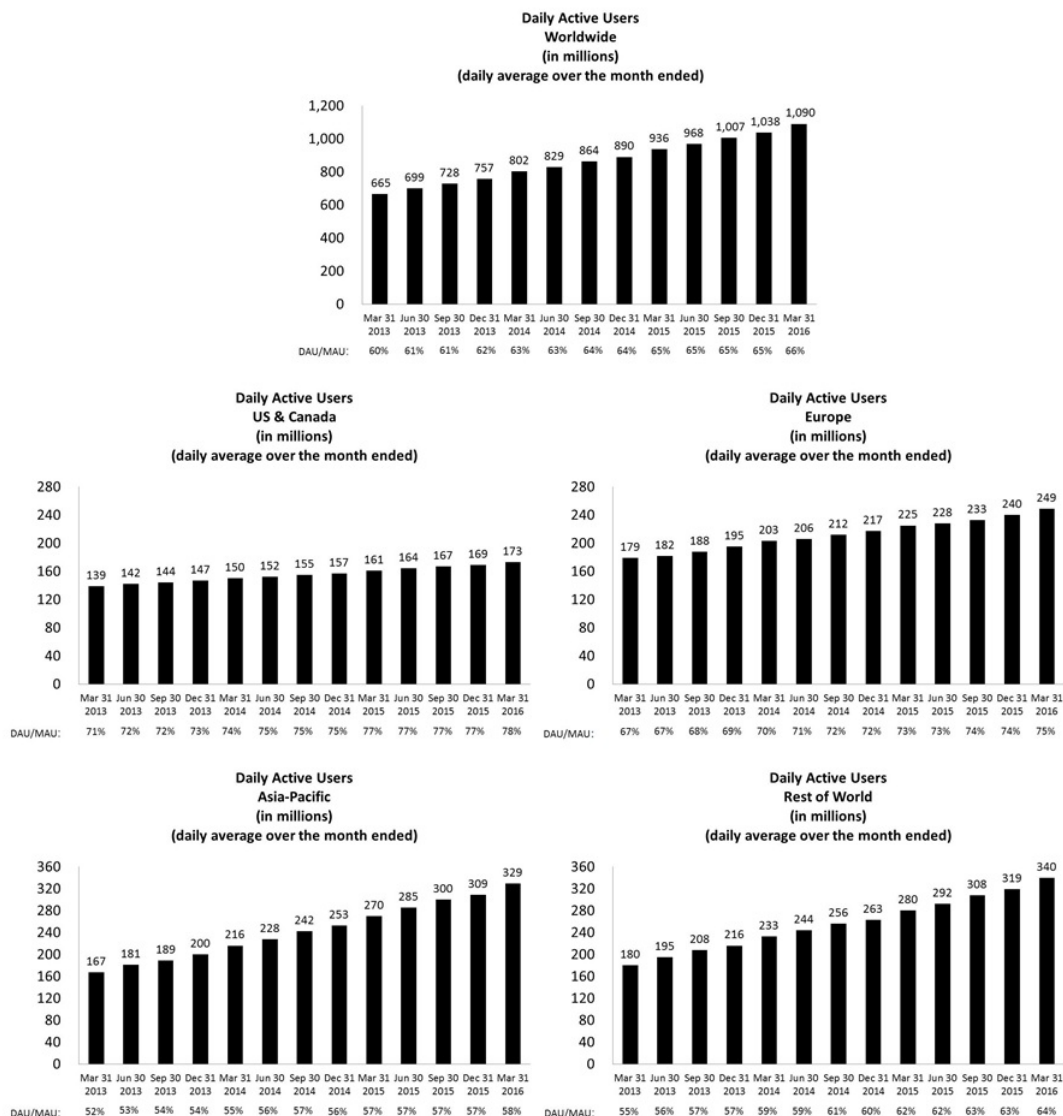 Daily Active Users
Worldwide
(in millions)
(daily average over the month ended)
1,200
1,000
800
600
400
200
0
665 699 728 757 802 829 864 890 936 968 1,007 1,038 1,090
Mar 31 Jun 30 Sep 30 Dec 31 Mar 31 Jun 30 Sep 30 Dec 31 Mar 31 Jun 30 Sep 30 Dec 31 Mar 31
2013 2013 2013 2013 2014 2014 2014 2014 2015 2015 2015 2015 2016
DAU/MAU: 60% 61% 61% 62% 63% 63% 64% 64% 65% 65% 65% 65% 66%
Daily Active Users
US & Canada
(in millions)
(daily average over the month ended)
280
240
200
160
120
80
40
0
139 142 144 147 150 152 155 157 161 164 167 169 173
Mar 31 Jun 30 Sep 30 Dec 31 Mar 31 Jun 30 Sep 30 Dec 31 Mar 31 Jun 30 Sep 30 Dec 31 Mar 31
2013 2013 2013 2013 2014 2014 2014 2014 2015 2015 2015 2015 2016
DAU/MAU: 71% 72% 72% 73% 74% 75% 75% 75% 77% 77% 77% 77% 78%
Daily Active Users
Europe
(in millions)
(daily average over the month ended)
280
240
200
160
120
80
40
0
179 182 188 195 203 206 212 217 225 228 233 240 249
Mar 31 Jun 30 Sep 30 Dec 31 Mar 31 Jun 30 Sep 30 Dec 31 Mar 31 Jun 30 Sep 30 Dec 31 Mar 31
2013 2013 2013 2013 2014 2014 2014 2014 2015 2015 2015 2015 2016
DAU/MAU: 67% 67% 68% 69% 70% 71% 72% 72% 73% 73% 74% 74% 75%
Daily Active Users
Asia-Pacific
(in millions)
(daily average over the month ended)
360
320
280
240
200
160
120
80
40
0
167 181 189 200 216 228 242 253 270 285 300 309 329
Mar 31 Jun 30 Sep 30 Dec 31 Mar 31 Jun 30 Sep 30 Dec 31 Mar 31 Jun 30 Sep 30 Dec 31 Mar 31
2013 2013 2013 2013 2014 2014 2014 2014 2015 2015 2015 2015 2016
DAU/MAU: 52% 53% 54% 54% 55% 56% 57% 56% 57% 57% 57% 57% 58%
Daily Active Users
Rest of World
(in millions)
(daily average over the month ended)
360
320
280
240
200
160
120
80
40
0
180 195 208 216 233 244 256 263 280 292 308 319 340
Mar 31 Jun 30 Sep 30 Dec 31 Mar 31 Jun 30 Sep 30 Dec 31 Mar 31 Jun 30 Sep 30 Dec 31 Mar 31
2013 2013 2013 2013 2014 2014 2014 2014 2015 2015 2015 2015 2016
DAU/MAU: 55% 56% 57% 57% 59% 59% 61% 60% 62% 62% 63% 63% 64%